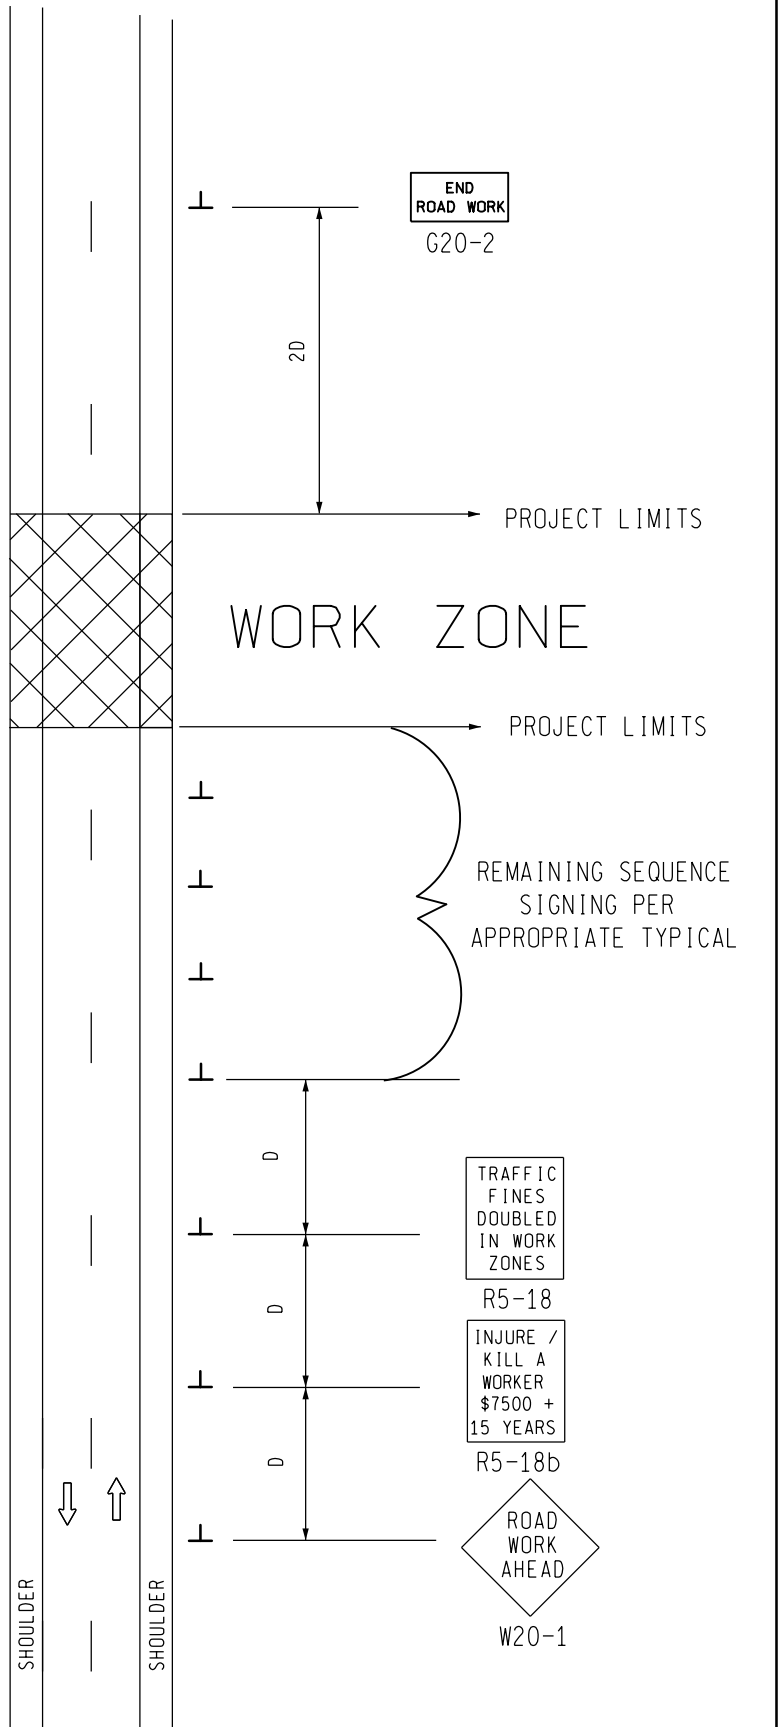 END
ROAD WORK
G20-2
2D
PROJECT LIMITS
WORK ZONE
PROJECT LIMITS
REMAINING SEQUENCE
SIGNING PER
APPROPRIATE TYPICAL
D
TRAFFIC
FINES
DOUBLED
IN WORK
ZONES
R5-18
D
INJURE /
KILL A
WORKER
$7500 +
15 YEARS
R5-18b
D
ROAD
WORK
AHEAD
W20-1
SHOULDER
SHOULDER